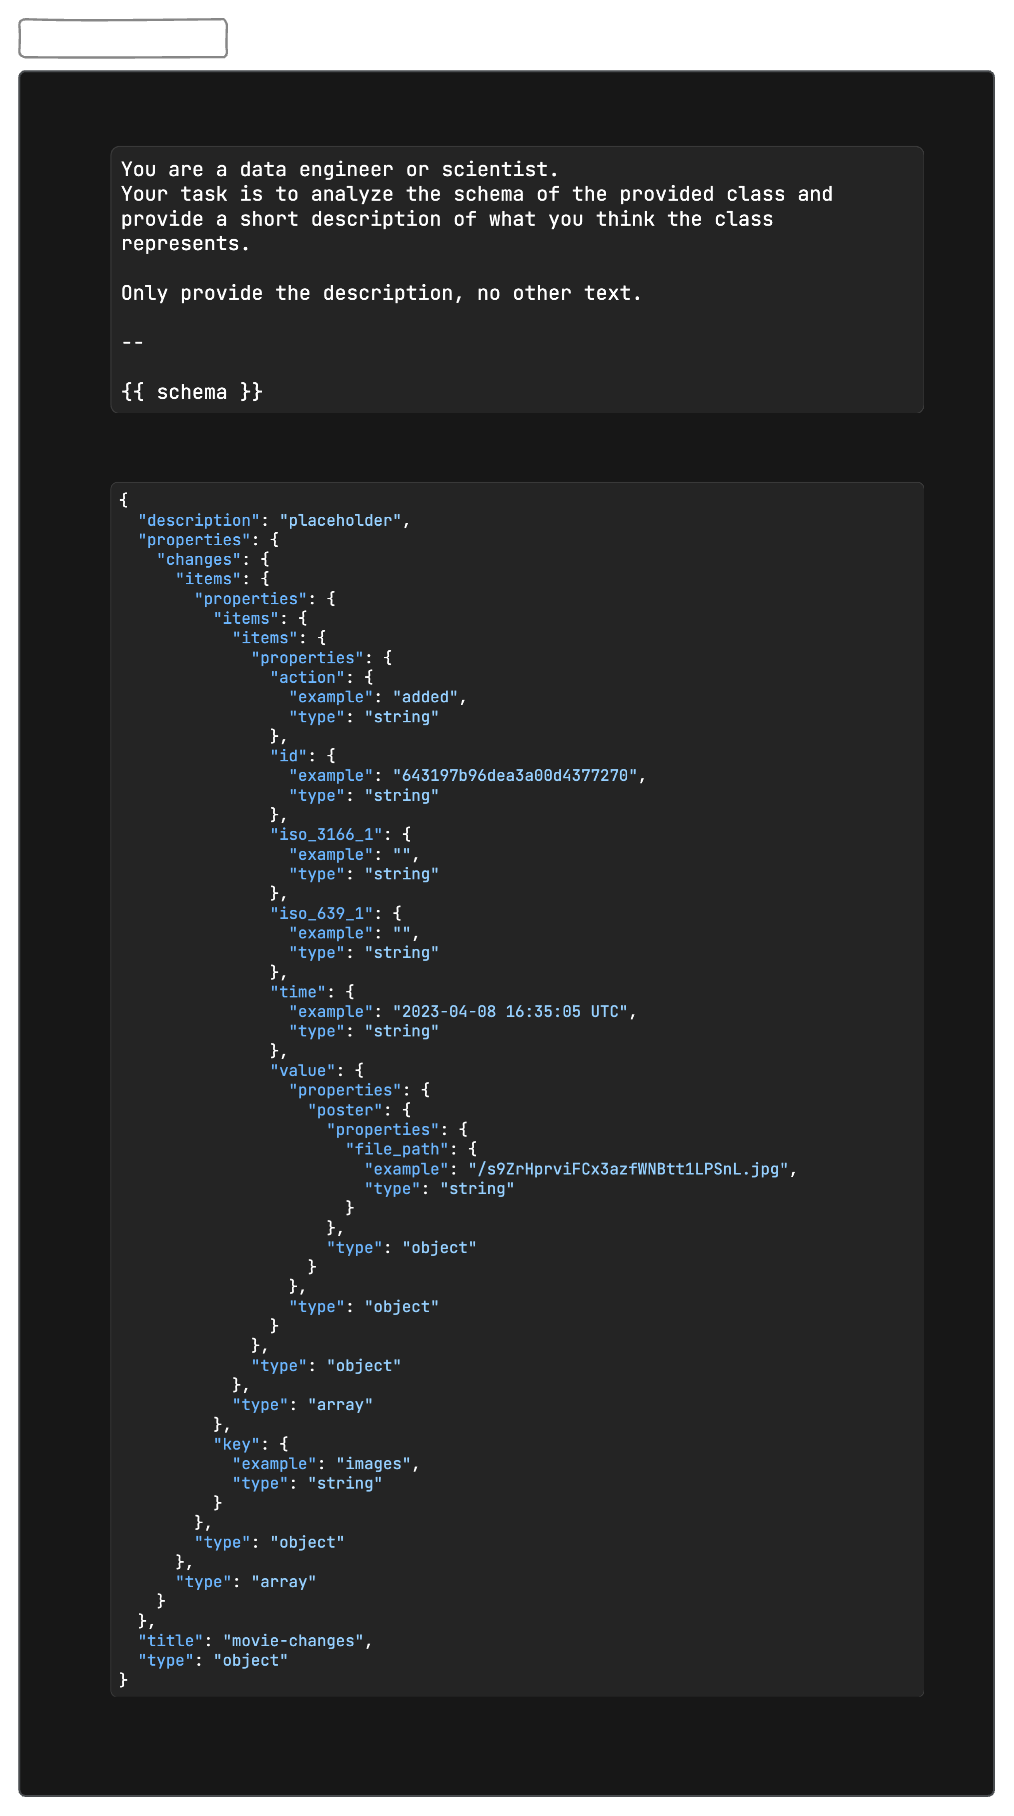 You are a data engineer or scientist.
Your task is to analyze the schema of the provided class and
provide a short description of what you think the class
represents.
Only provide the description, no other text.
--
{{ schema }}
{
  "description": "placeholder",
  "properties": {
    "changes": {
      "items": {
        "properties": {
          "items": {
            "items": {
              "properties": {
                "action": {
                  "example": "added",
                  "type": "string"
                },
                "id": {
                  "example": "643197b96dea3a00d4377270",
                  "type": "string"
                },
                "iso_3166_1": {
                  "example": "",
                  "type": "string"
                },
                "iso_639_1": {
                  "example": "",
                  "type": "string"
                },
                "time": {
                  "example": "2023-04-08 16:35:05 UTC",
                  "type": "string"
                },
                "value": {
                  "properties": {
                    "poster": {
                      "properties": {
                        "file_path": {
                          "example": "/s9ZrHprviFCx3azfWNBtt1LPSnL.jpg",
                          "type": "string"
                        }
                      },
                      "type": "object"
                    }
                  },
                  "type": "object"
                }
              },
              "type": "object"
            },
            "type": "array"
          },
          "key": {
            "example": "images",
            "type": "string"
          }
        },
        "type": "object"
      },
      "type": "array"
    }
  },
  "title": "movie-changes",
  "type": "object"
}